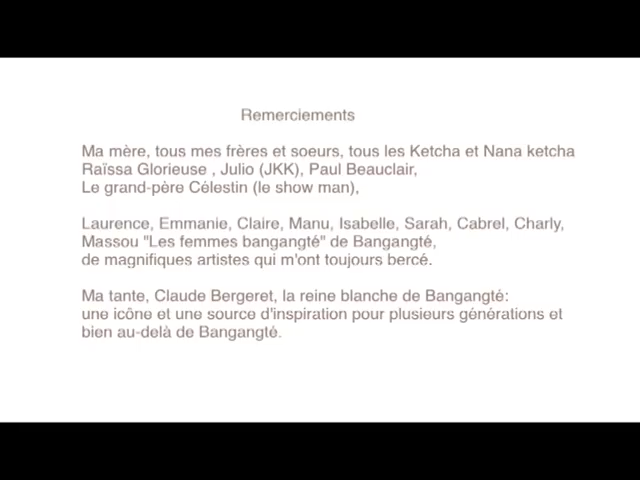 Remerciements
Ma mère, tous mes frères et soeurs, tous les Ketcha et Nana ketcha
Raïssa Glorieuse , Julio (JKK), Paul Beauclair,
Le grand-père Célestin (le show man),
Laurence, Emmanie, Claire, Manu, Isabelle, Sarah, Cabrel, Charly,
Massou "Les femmes bangangté" de Bangangté,
de magnifiques artistes qui m'ont toujours bercé.
Ma tante, Claude Bergeret, la reine blanche de Bangangté:
une icône et une source d'inspiration pour plusieurs générations et
bien au-delà de Bangangté.